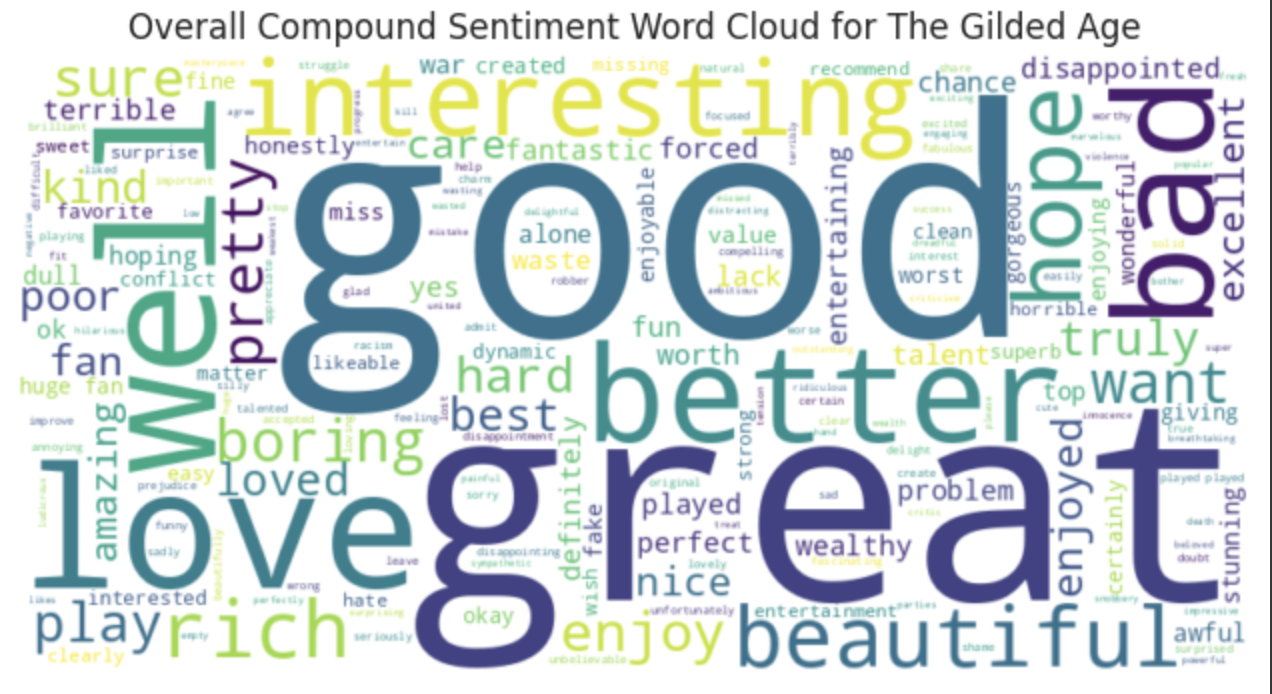 Overall Compound Sentiment Word Cloud for The Gilded Age
sure
fine
struggle
war
created
missing
natural
recommend
share
chance
disappointed
fresh
interesting
terrible
agree
progress
kill
focused
exciting
worthy
brilliant
honestly
entertain
care
fantastic
forced
terribly
excited
engaging
fabulous
hope
marvelous
bad
excellent
sweet
surprise
well
pretty
good
help
charm
wasting
wasted
violence
popular
difficult
liked
kind
important
favorite
low
stop
weakest
miss
mistake
delightful
alone
waste
robber
enjoyable
missed
distracting
value
compelling
lack
ambitious
entertaining
success
clean
dreadful
interest
worst
criticism
gorgeous
enjoying
wonderful
solid
easily
bother
negative
playing
fit
hoping
dull
conflict
appreciate
glad
yes
united
poor
horrible
ok
hilarious
racism
admit
fun
worse
truly
fan
likeable
dynamic
worth
outstanding
talent
superb
super
matter
silly
huge fan
hard
better
ridiculous
certain
top
want
cute
improve
amazing
talented
accepted
feeling
lost
best
tension
clear
hand
wealth
please
innocence
giving
true
breathtaking
annoying
boring
loving
disappointment
definitely
strong
delight
enjoyed
great
easy
loved
prejudice
painful
sorry
original
played
treat
sad
create
problem
critic
certainly
played played
stunning
ludicrous
love
funny
sadly
beautifully
leave
disappointing
sympathetic
fake
perfect
wealthy
fascinating
death
beloved
doubt
wrong
wish
lovely
nice
likes
interested
perfectly
hate
surprising
okay
unfortunately
entertainment
parties
snobbery
impressive
play
rich
empty
seriously
enjoy
beautiful
shame
awful
surprised
clearly
unbelievable
powerful